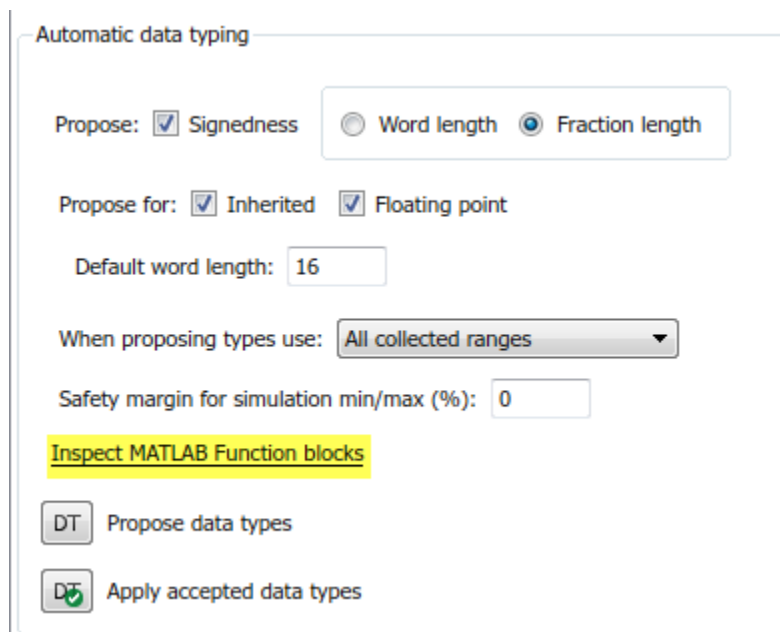 Automatic data typing
Propose: Signedness Word length Fraction length
Propose for: Inherited Floating point
Default word length: 16
When proposing types use: All collected ranges
Safety margin for simulation min/max (%): 0
Inspect MATLAB Function blocks
DT Propose data types
DT Apply accepted data types